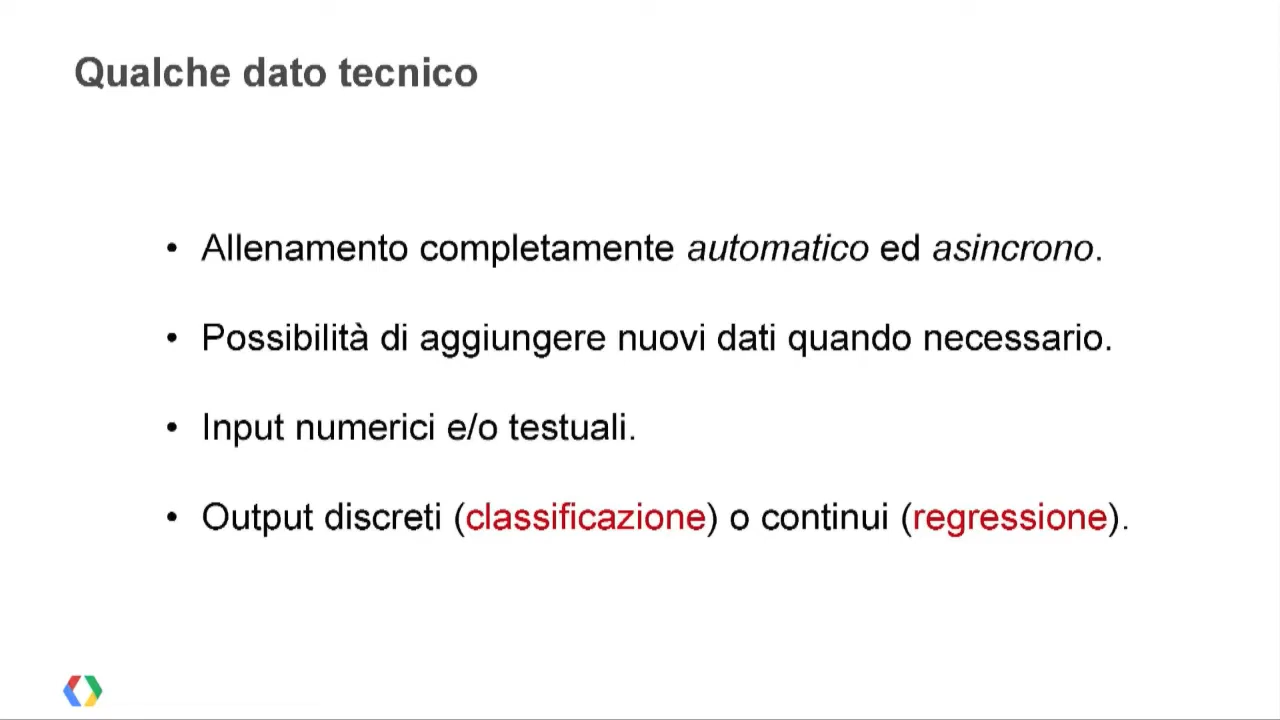 Qualche dato tecnico
• Allenamento completamente automatico ed asincrono.
• Possibilità di aggiungere nuovi dati quando necessario.
• Input numerici e/o testuali.
• Output discreti (classificazione) o continui (regressione).